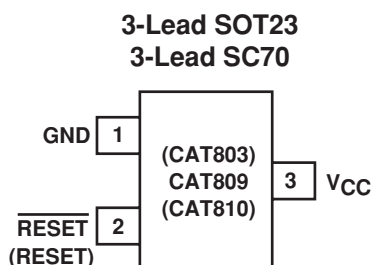 3-Lead SOT23
3-Lead SC70
GND 1
(CAT803)
CAT809
(CAT810)
3 VCC
RESET 2
(RESET)